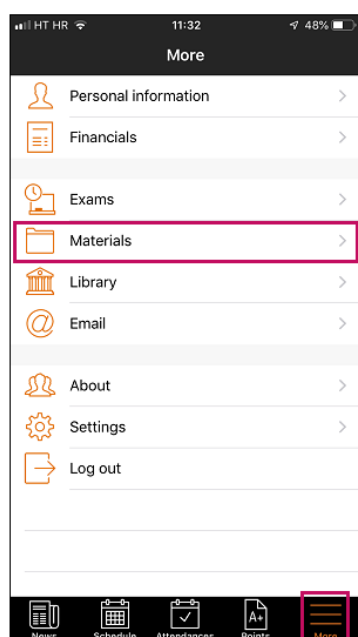 HT HR 11:32 48%
More
Personal information
Financials
Exams
Materials
Library
Email
About
Settings
Log out
A+
News Schedule Attendances Points More